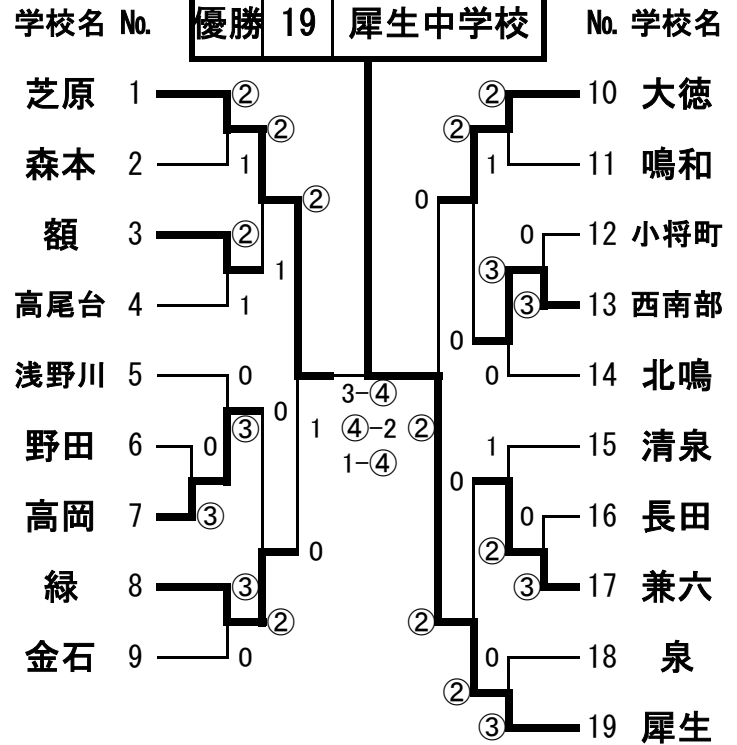 学校名 No. 優勝 19 犀生中学校 No. 学校名
芝原 1 ② ② 10 大徳
② ②
森本 2 1 1 11 鳴和
② 0
額 3 ② 0 12 小将町
1 ③
高尾台 4 1 ③ 13 西南部
0
浅野川 5 0 0 14 北鳴
3-④
0 ③ 1 ④-2 ②
野田 6 0 1 15 清泉
1-④
0
高岡 7 ③ 0 16 長田
0 ②
緑 8 ③ ③ 17 兼六
② ②
金石 9 0 0 18 泉
②
③ 19 犀生